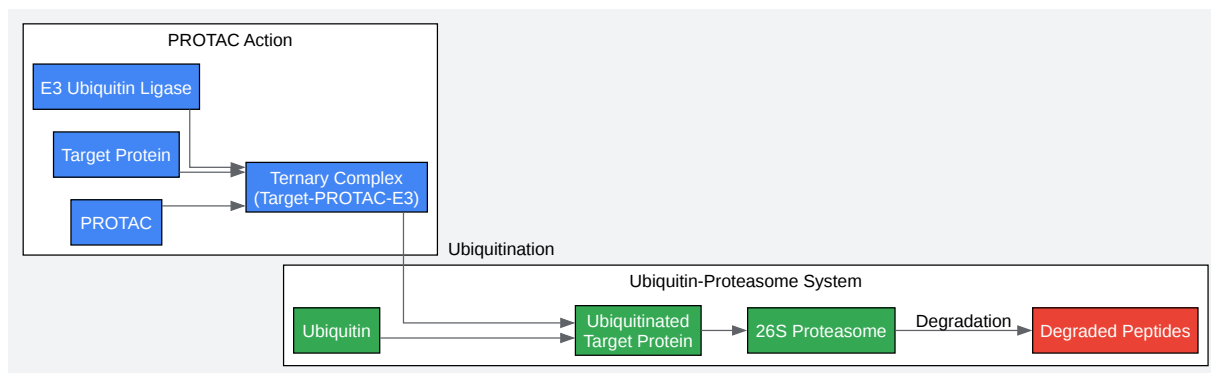 PROTAC Action
E3 Ubiquitin Ligase
Target Protein
PROTAC
Ternary Complex
(Target-PROTAC-E3)
Ubiquitination
Ubiquitin-Proteasome System
Ubiquitin
Ubiquitinated
Target Protein
26S Proteasome
Degradation
Degraded Peptides